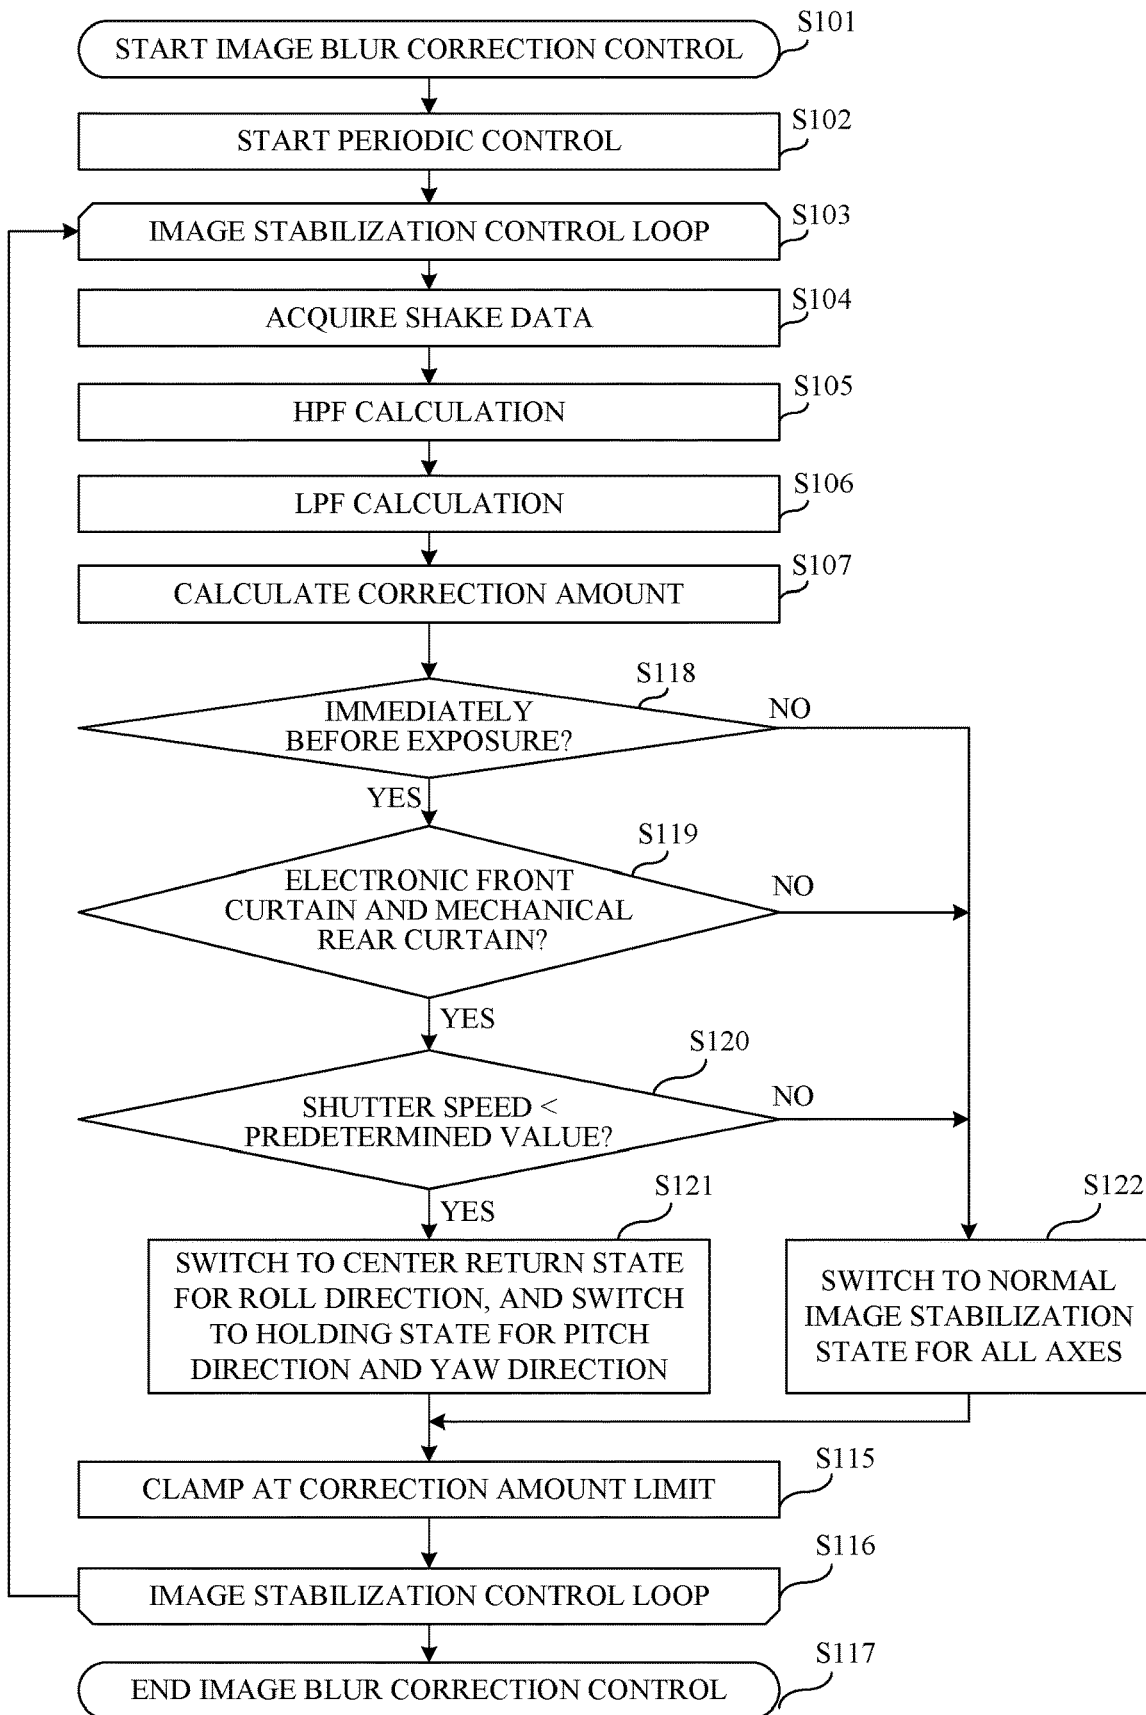 START IMAGE BLUR CORRECTION CONTROL
S101
START PERIODIC CONTROL
S102
IMAGE STABILIZATION CONTROL LOOP
S103
ACQUIRE SHAKE DATA
S104
HPF CALCULATION
S105
LPF CALCULATION
S106
CALCULATE CORRECTION AMOUNT
S107
S118
IMMEDIATELY
BEFORE EXPOSURE?
NO
YES
S119
ELECTRONIC FRONT
CURTAIN AND MECHANICAL
REAR CURTAIN?
NO
YES
S120
SHUTTER SPEED <
PREDETERMINED VALUE?
NO
YES
S121
SWITCH TO CENTER RETURN STATE
FOR ROLL DIRECTION, AND SWITCH
TO HOLDING STATE FOR PITCH
DIRECTION AND YAW DIRECTION
S122
SWITCH TO NORMAL
IMAGE STABILIZATION
STATE FOR ALL AXES
CLAMP AT CORRECTION AMOUNT LIMIT
S115
IMAGE STABILIZATION CONTROL LOOP
S116
END IMAGE BLUR CORRECTION CONTROL
S117